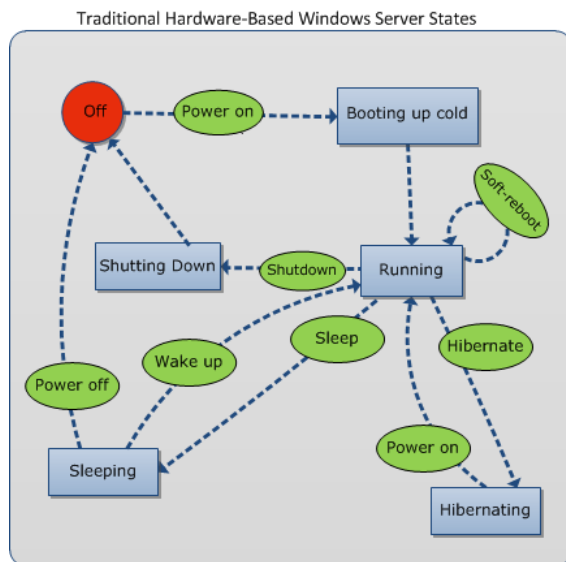 Traditional Hardware-Based Windows Server States
Off
Power on
Booting up cold
Soft-reboot
Shutting Down
Shutdown
Running
Wake up
Sleep
Hibernate
Power off
Power on
Sleeping
Hibernating